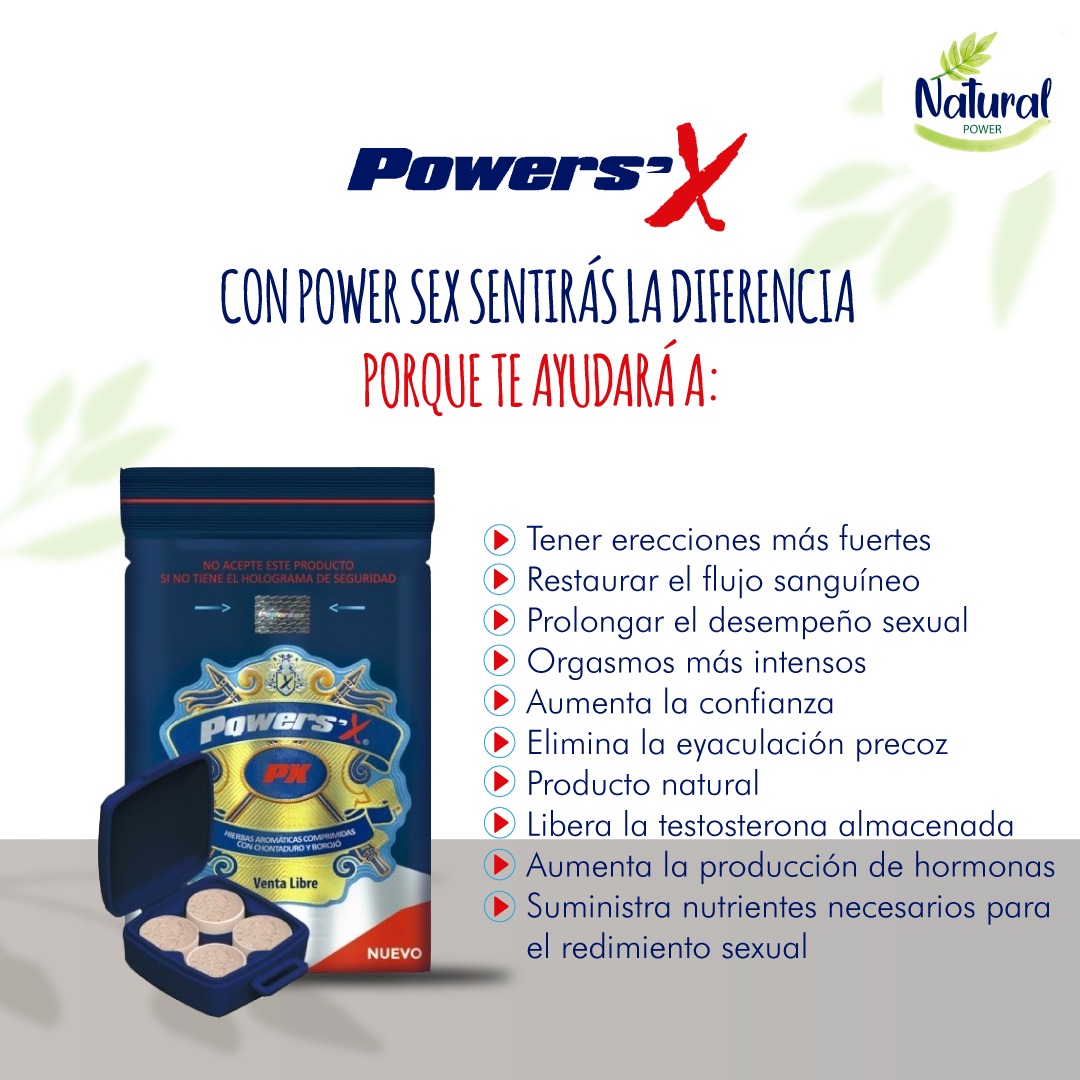 Natural
POWER
Powers'X
CON POWER SEX SENTIRÁS LA DIFERENCIA
PORQUE TE AYUDARÁ A:
NO ACEPTE ESTE PRODUCTO
SI NO TIENE EL HOLOGRAMA DE SEGURIDAD
Powers'X®
PX
HIERBAS AROMÁTICAS COMPRIMIDAS
CON CHONTADURO Y BOROJÓ
Venta Libre
NUEVO
Tener erecciones más fuertes
Restaurar el flujo sanguíneo
Prolongar el desempeño sexual
Orgasmos más intensos
Aumenta la confianza
Elimina la eyaculación precoz
Producto natural
Libera la testosterona almacenada
Aumenta la producción de hormonas
Suministra nutrientes necesarios para
el redimiento sexual